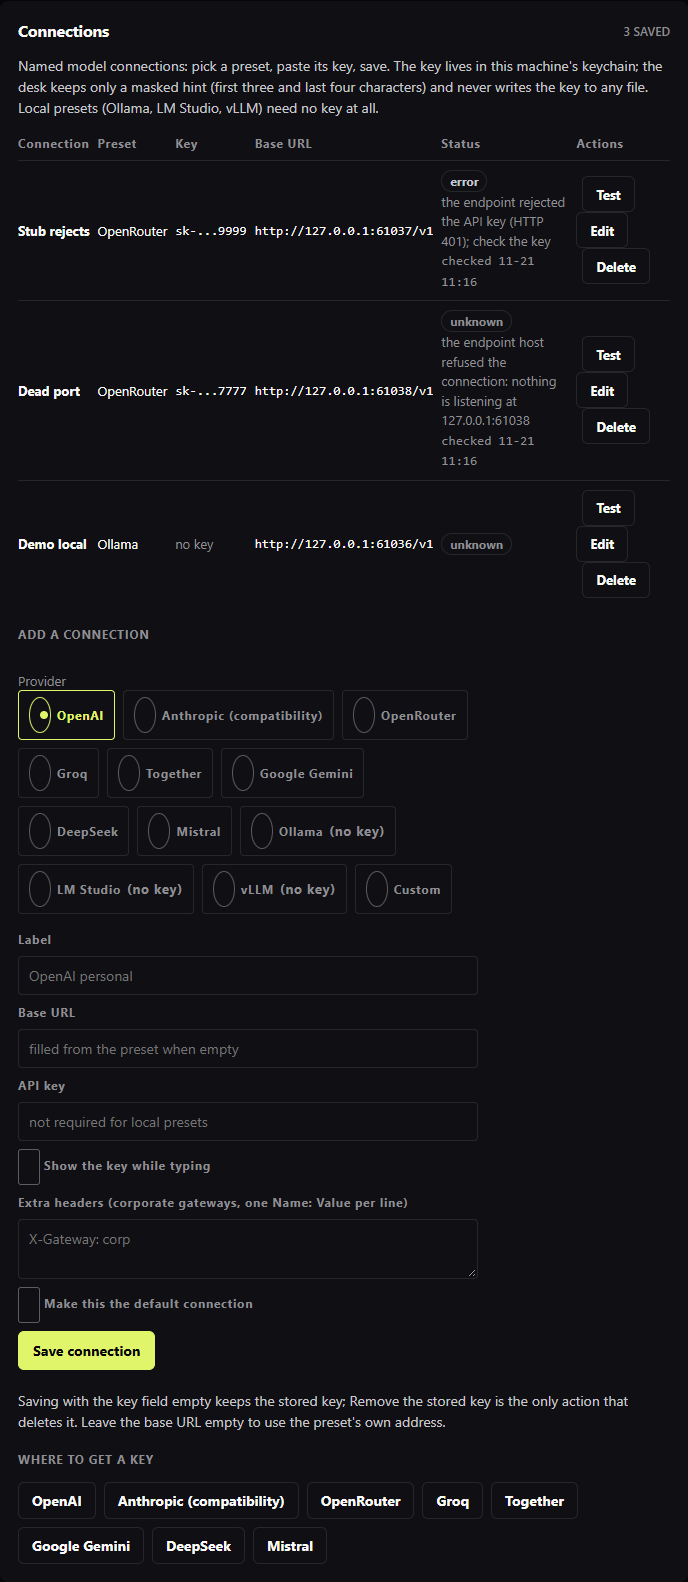 Connections
3 SAVED
Named model connections: pick a preset, paste its key, save. The key lives in this machine's keychain; the
desk keeps only a masked hint (first three and last four characters) and never writes the key to any file.
Local presets (Ollama, LM Studio, vLLM) need no key at all.
Connection Preset Key Base URL Status Actions
Stub rejects OpenRouter sk-...9999 http://127.0.0.1:61037/v1
error
the endpoint rejected
the API key (HTTP
401); check the key
checked 11-21
11:16
Test
Edit
Delete
Dead port OpenRouter sk-...7777 http://127.0.0.1:61038/v1
unknown
the endpoint host
refused the
connection: nothing
is listening at
127.0.0.1:61038
checked 11-21
11:16
Test
Edit
Delete
Demo local Ollama no key http://127.0.0.1:61036/v1
unknown
Test
Edit
Delete
ADD A CONNECTION
Provider
OpenAI Anthropic (compatibility) OpenRouter
Groq Together Google Gemini
DeepSeek Mistral Ollama (no key)
LM Studio (no key) vLLM (no key) Custom
Label
OpenAI personal
Base URL
filled from the preset when empty
API key
not required for local presets
Show the key while typing
Extra headers (corporate gateways, one Name: Value per line)
X-Gateway: corp
Make this the default connection
Save connection
Saving with the key field empty keeps the stored key; Remove the stored key is the only action that
deletes it. Leave the base URL empty to use the preset's own address.
WHERE TO GET A KEY
OpenAI Anthropic (compatibility) OpenRouter Groq Together
Google Gemini DeepSeek Mistral